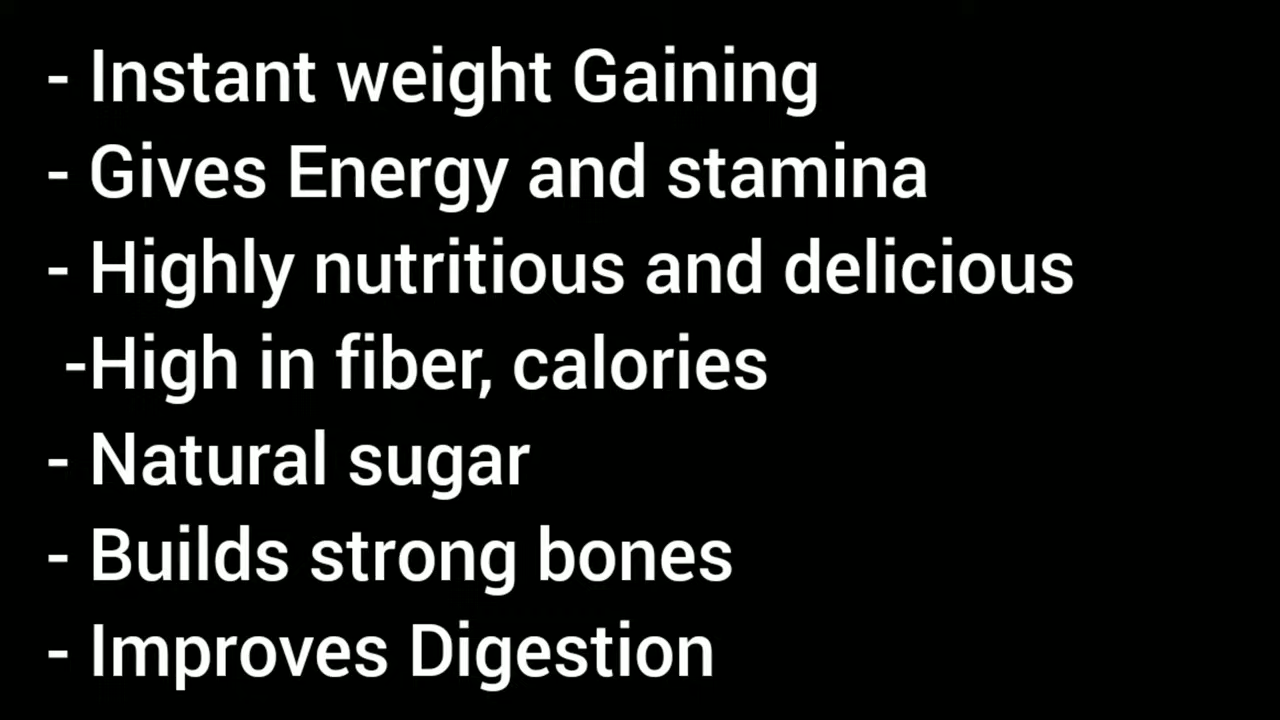 - Instant weight Gaining
- Gives Energy and stamina
- Highly nutritious and delicious
-High in fiber, calories
- Natural sugar
- Builds strong bones
- Improves Digestion